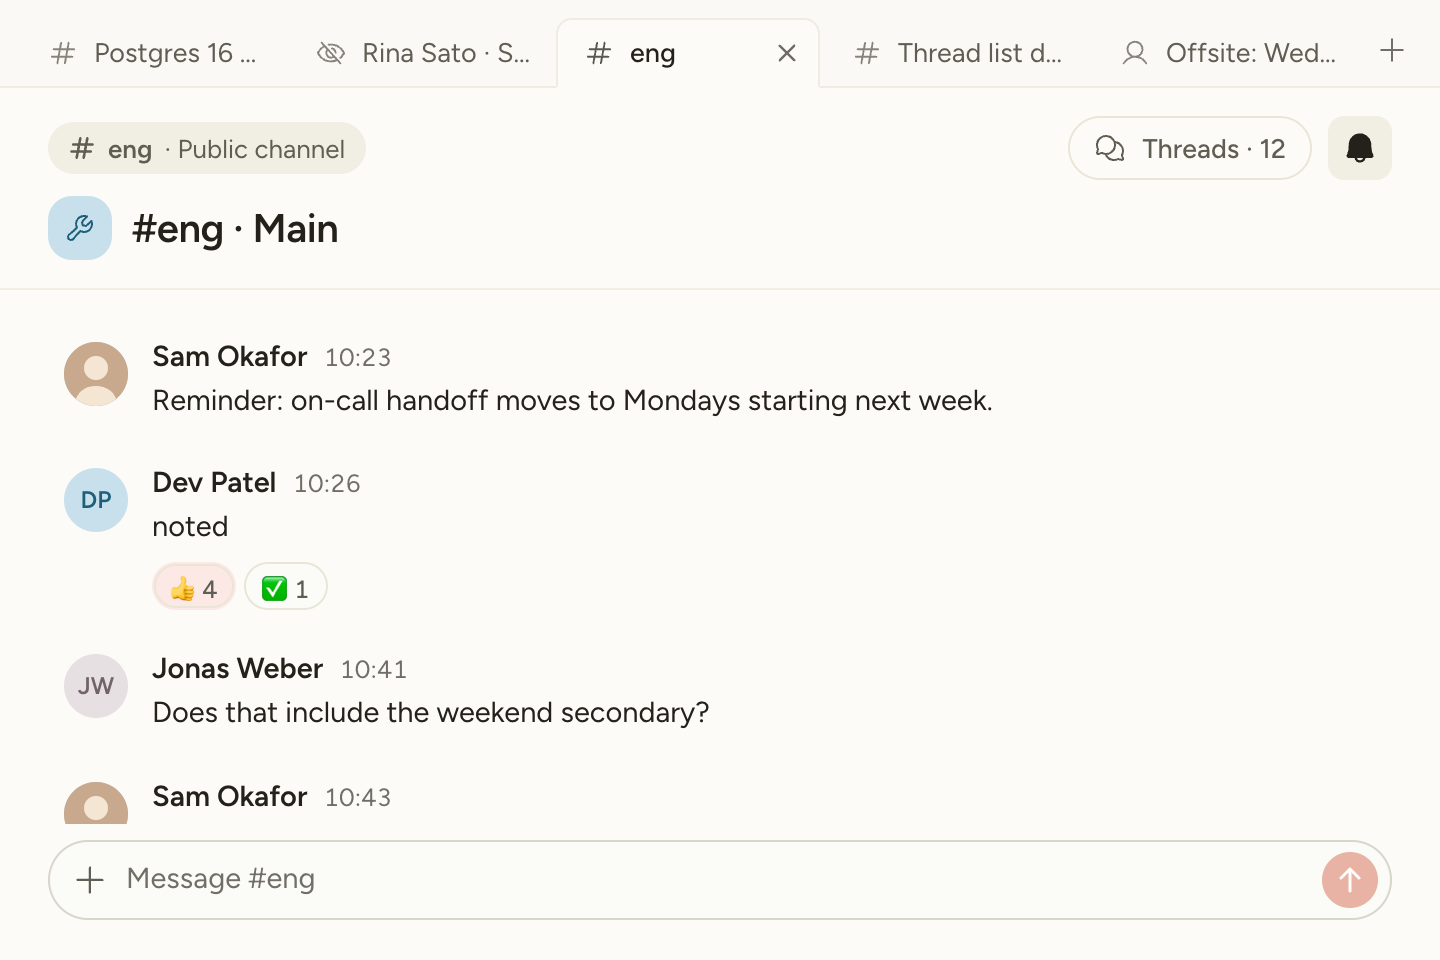 Postgres 16 ...
Rina Sato · S...
eng
Thread list d...
Offsite: Wed...
# eng · Public channel
Threads · 12
#eng · Main
Sam Okafor 10:23
Reminder: on-call handoff moves to Mondays starting next week.
DP
Dev Patel 10:26
noted
👍 4 ✅ 1
JW
Jonas Weber 10:41
Does that include the weekend secondary?
Sam Okafor 10:43
Message #eng